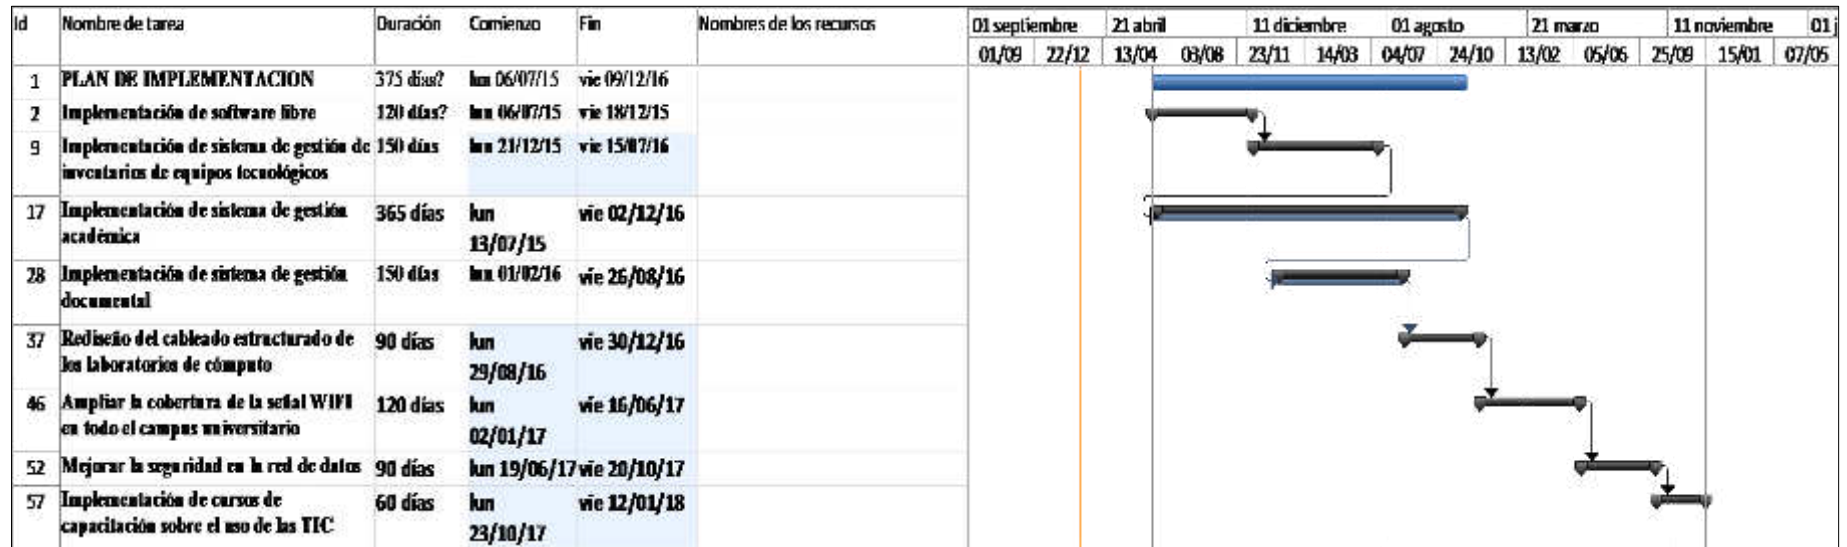 Id Nombre de tarea Duración Comienzo Fin Nombres de los recursos 01 septiembre 21 abril 11 diciembre 01 agosto 21 marzo 11 noviembre 01 j
01/09 22/12 13/04 03/08 23/11 14/03 04/07 24/10 13/02 05/06 25/09 15/01 07/05
1 PLAN DE IMPLEMENTACION 375 días? lun 06/07/15 vie 09/12/16
2 Implementación de software libre 120 días? lun 06/07/15 vie 18/12/15
9 Implementación de sistema de gestión de 150 días lun 21/12/15 vie 15/07/16
inventarios de equipos tecnológicos
17 Implementación de sistema de gestión 365 días lun vie 02/12/16
académica 13/07/15
28 Implementación de sistema de gestión 150 días lun 01/02/16 vie 26/08/16
documental
37 Rediseño del cableado estructurado de 90 días lun vie 30/12/16
los laboratorios de cómputo 29/08/16
46 Ampliar la cobertura de la señal WIFI 120 días lun vie 16/06/17
en todo el campus universitario 02/01/17
52 Mejorar la seguridad en la red de datos 90 días lun 19/06/17 vie 20/10/17
57 Implementación de cursos de 60 días lun vie 12/01/18
capacitación sobre el uso de las TIC 23/10/17